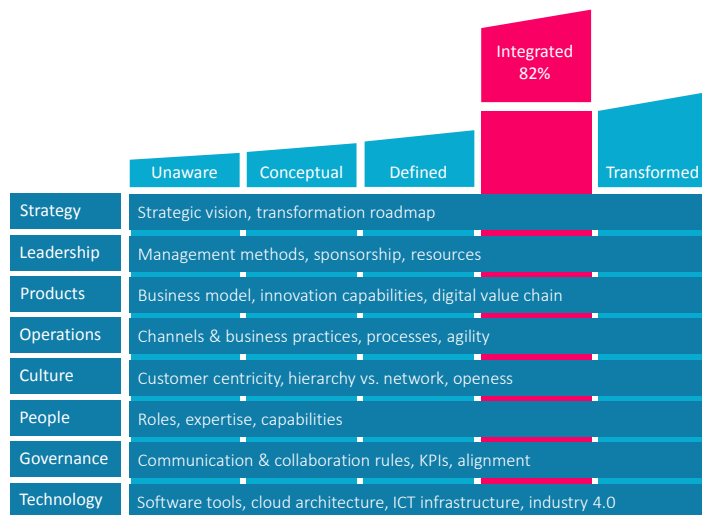 Integrated
82%
Unaware
Conceptual
Defined
Transformed
Strategy
Strategic vision, transformation roadmap
Leadership
Management methods, sponsorship, resources
Products
Business model, innovation capabilities, digital value chain
Operations
Channels & business practices, processes, agility
Culture
Customer centricity, hierarchy vs. network, openess
People
Roles, expertise, capabilities
Governance
Communication & collaboration rules, KPIs, alignment
Technology
Software tools, cloud architecture, ICT infrastructure, industry 4.0